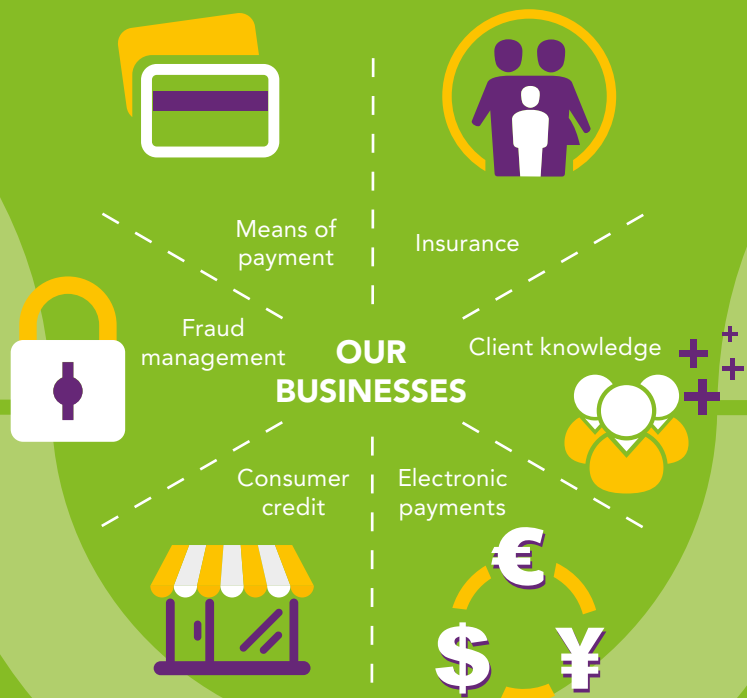 Means of
payment
Insurance
Fraud
management
OUR
BUSINESSES
Client knowledge
Consumer
credit
Electronic
payments
€
$
¥